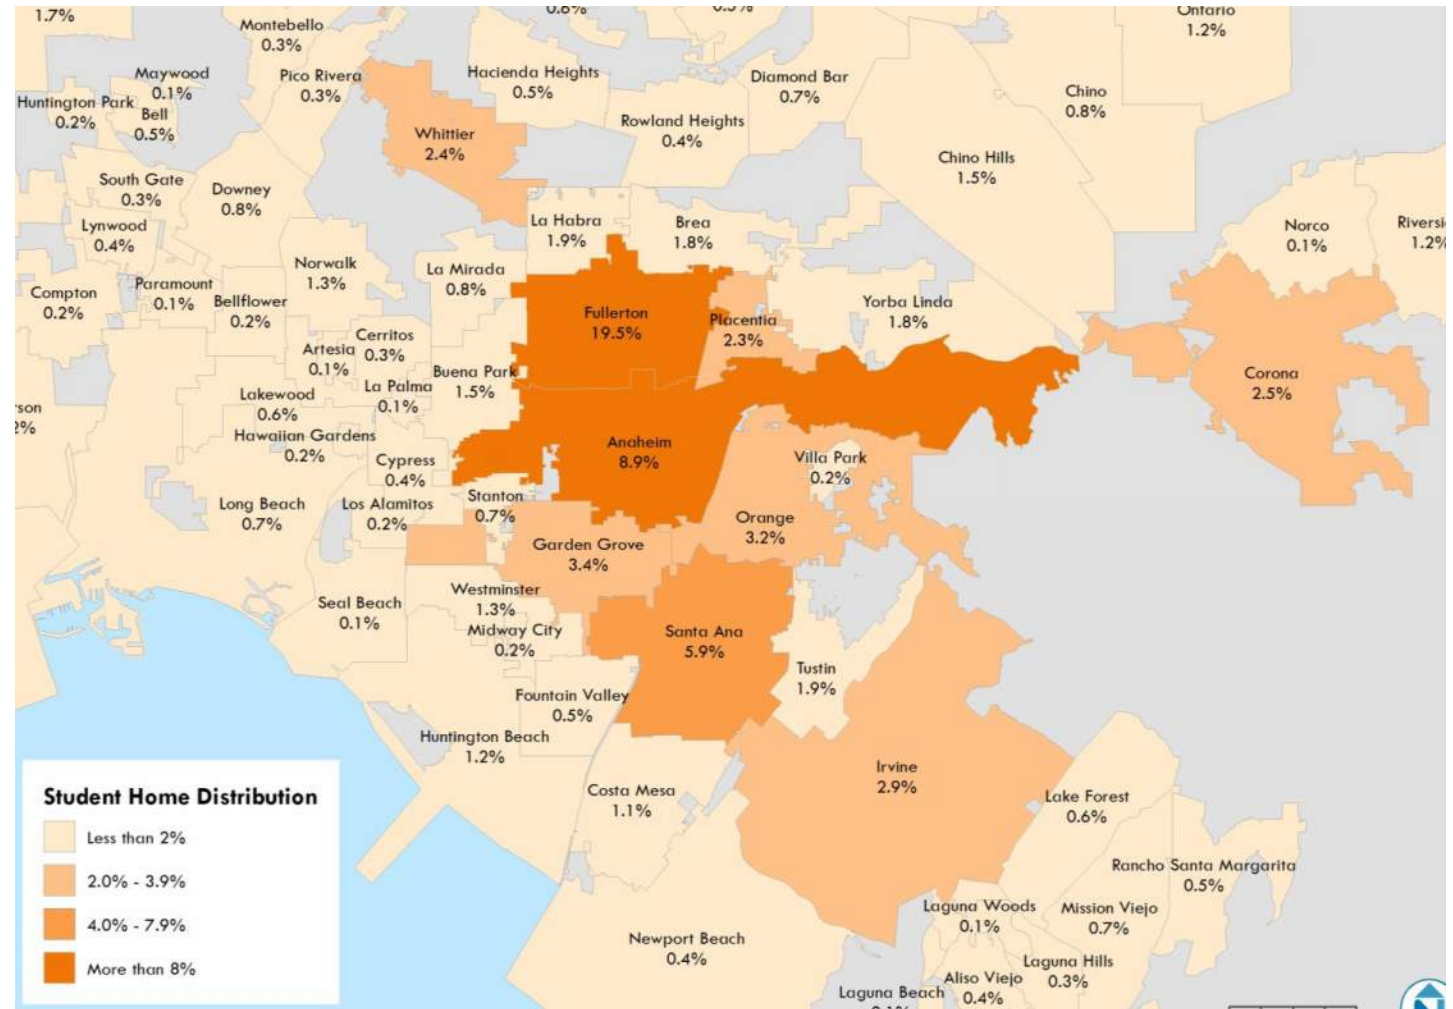 1.7%
Montebello
0.3%
Ontario
1.2%
Maywood
0.1%
Pico Rivera
0.3%
Hacienda Heights
0.5%
Diamond Bar
0.7%
Chino
0.8%
Huntington Park
0.2%
Bell
0.5%
Whittier
2.4%
Rowland Heights
0.4%
Chino Hills
1.5%
South Gate
0.3%
Downey
0.8%
Lynwood
0.4%
La Habra
1.9%
Brea
1.8%
Norco
0.1%
Riversi
1.2%
Norwalk
1.3%
La Mirada
0.8%
Compton
0.2%
Paramount
0.1%
Bellflower
0.2%
Fullerton
19.5%
Placentia
2.3%
Yorba Linda
1.8%
Cerritos
0.3%
Artesia
0.1%
Buena Park
1.5%
La Palma
0.1%
Corona
2.5%
rson
2%
Lakewood
0.6%
Hawaiian Gardens
0.2%
Cypress
0.4%
Anaheim
8.9%
Villa Park
0.2%
Long Beach
0.7%
Los Alamitos
0.2%
Stanton
0.7%
Orange
3.2%
Garden Grove
3.4%
Seal Beach
0.1%
Westminster
1.3%
Midway City
0.2%
Santa Ana
5.9%
Tustin
1.9%
Fountain Valley
0.5%
Huntington Beach
1.2%
Costa Mesa
1.1%
Irvine
2.9%
Lake Forest
0.6%
Rancho Santa Margarita
0.5%
Laguna Woods
0.1%
Mission Viejo
0.7%
Newport Beach
0.4%
Laguna Hills
0.3%
Aliso Viejo
0.4%
Laguna Beach
Student Home Distribution
Less than 2%
2.0% - 3.9%
4.0% - 7.9%
More than 8%